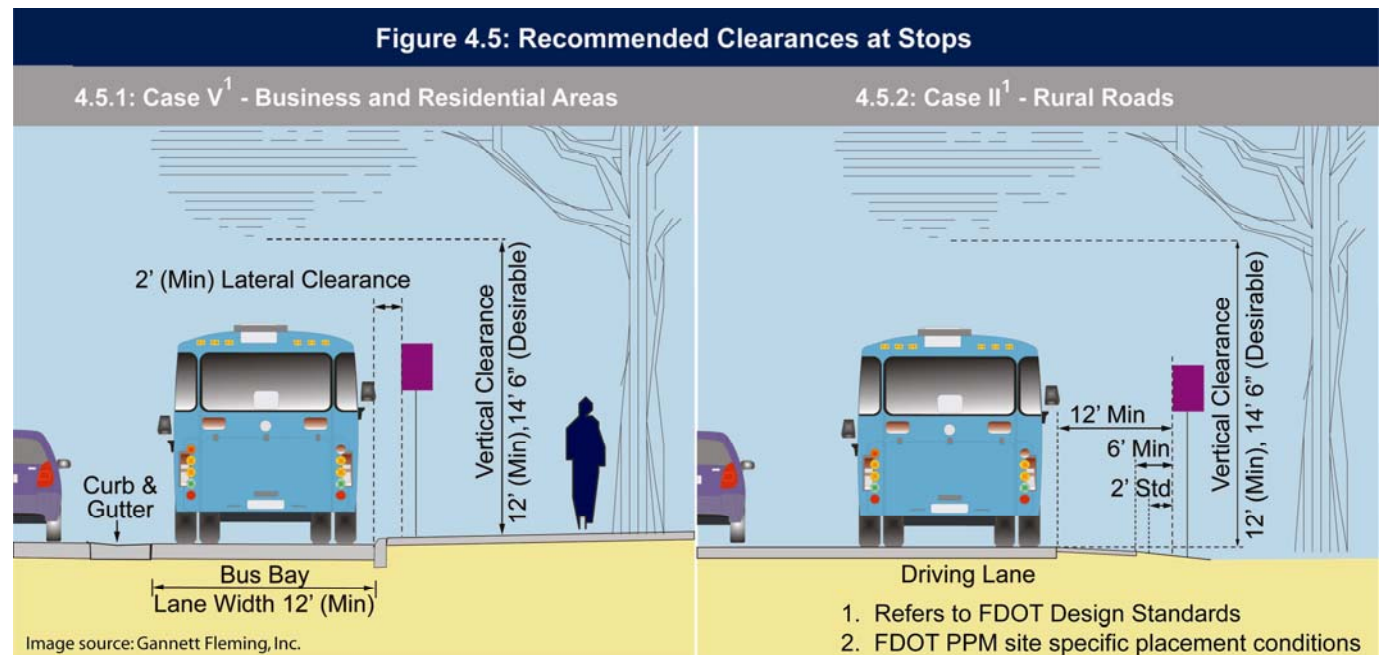 Figure 4.5: Recommended Clearances at Stops
4.5.1: Case V¹ - Business and Residential Areas
2’ (Min) Lateral Clearance
Vertical Clearance
12’ (Min),14’ 6” (Desirable)
Curb &
Gutter
Bus Bay
Lane Width 12’ (Min)
Image source: Gannett Fleming, Inc.
4.5.2: Case II¹ - Rural Roads
12’ Min
6’ Min
2’ Std
Vertical Clearance
12’ (Min), 14’ 6” (Desirable)
Driving Lane
1. Refers to FDOT Design Standards
2. FDOT PPM site specific placement conditions